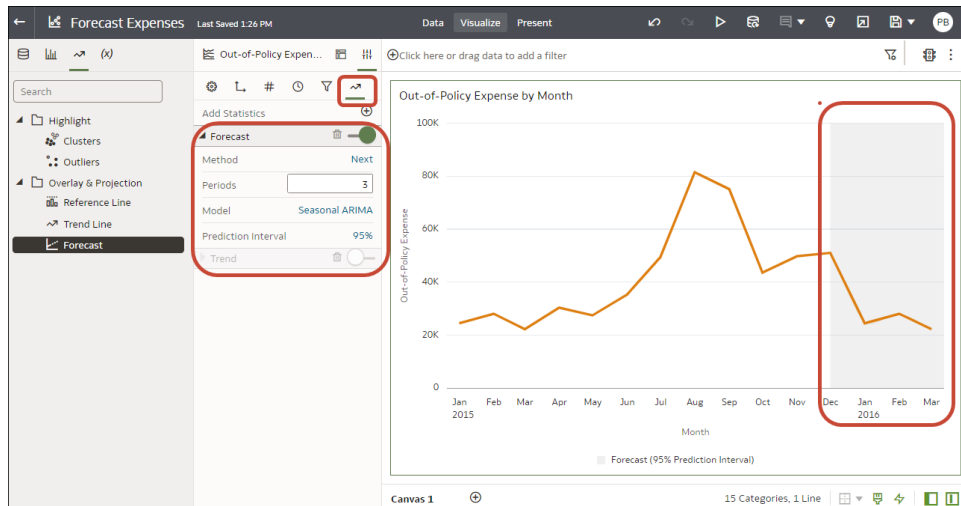 Forecast Expenses Last Saved 1:26 PM Data Visualize Present PB
(x) Out-of-Policy Expen... Click here or drag data to add a filter
Search
Highlight
Clusters
Outliers
Overlay & Projection
Reference Line
Trend Line
Forecast
#
Add Statistics
Forecast
Method Next
Periods 3
Model Seasonal ARIMA
Prediction Interval 95%
Trend
Out-of-Policy Expense by Month
100K
80K
60K
40K
20K
0
Out-of-Policy Expense
Jan Feb Mar Apr May Jun Jul Aug Sep Oct Nov Dec Jan Feb Mar
2015 2016
Month
Forecast (95% Prediction Interval)
Canvas 1 15 Categories, 1 Line